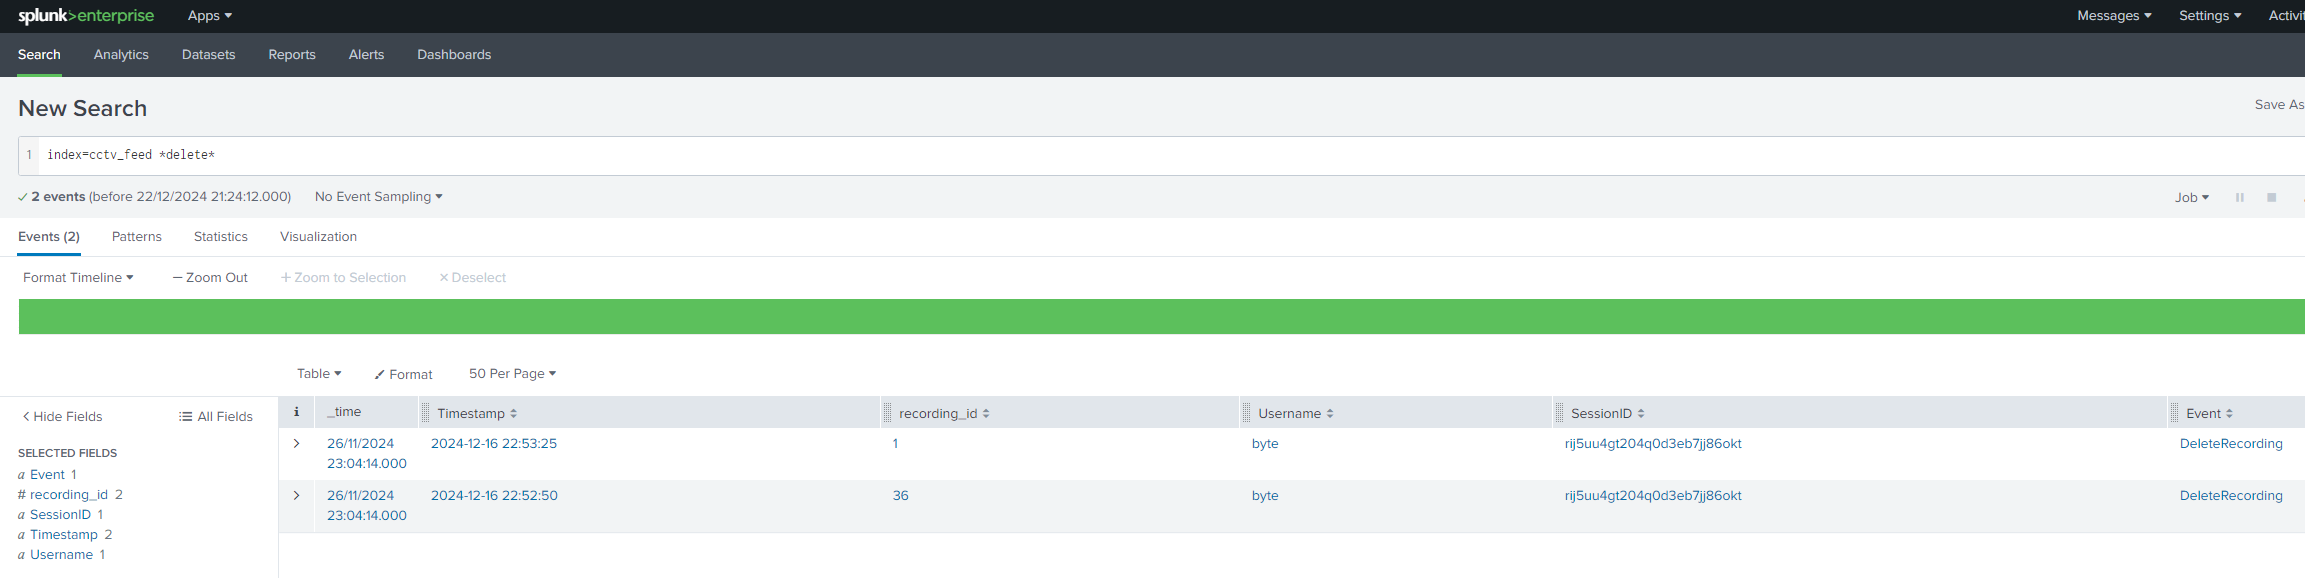 splunk>enterprise Apps Messages Settings Activit
Search Analytics Datasets Reports Alerts Dashboards
New Search
Save As
1 index=cctv_feed *delete*
2 events (before 22/12/2024 21:24:12.000) No Event Sampling
Job
Events (2) Patterns Statistics Visualization
Format Timeline — Zoom Out + Zoom to Selection × Deselect
Table Format 50 Per Page
< Hide Fields All Fields
i _time Timestamp recording_id Username SessionID Event
SELECTED FIELDS
a Event 1
# recording_id 2
a SessionID 1
a Timestamp 2
a Username 1
> 26/11/2024 2024-12-16 22:53:25 1 byte rij5uu4gt204q0d3eb7jj86okt DeleteRecording
23:04:14.000
> 26/11/2024 2024-12-16 22:52:50 36 byte rij5uu4gt204q0d3eb7jj86okt DeleteRecording
23:04:14.000